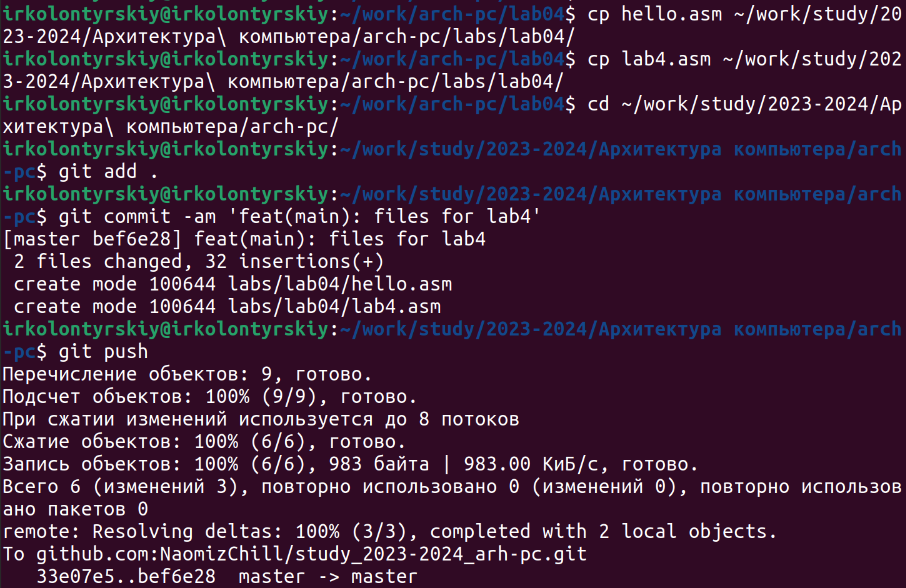 irkolontyrskiy@irkolontyrskiy:~/work/arch-pc/lab04$ cp hello.asm ~/work/study/20
23-2024/Архитектура\ компьютера/arch-pc/labs/lab04/
irkolontyrskiy@irkolontyrskiy:~/work/arch-pc/lab04$ cp lab4.asm ~/work/study/202
3-2024/Архитектура\ компьютера/arch-pc/labs/lab04/
irkolontyrskiy@irkolontyrskiy:~/work/arch-pc/lab04$ cd ~/work/study/2023-2024/Ар
хитектура\ компьютера/arch-pc/
irkolontyrskiy@irkolontyrskiy:~/work/study/2023-2024/Архитектура компьютера/arch
-pc$ git add .
irkolontyrskiy@irkolontyrskiy:~/work/study/2023-2024/Архитектура компьютера/arch
-pc$ git commit -am 'feat(main): files for lab4'
[master bef6e28] feat(main): files for lab4
 2 files changed, 32 insertions(+)
 create mode 100644 labs/lab04/hello.asm
 create mode 100644 labs/lab04/lab4.asm
irkolontyrskiy@irkolontyrskiy:~/work/study/2023-2024/Архитектура компьютера/arch
-pc$ git push
Перечисление объектов: 9, готово.
Подсчет объектов: 100% (9/9), готово.
При сжатии изменений используется до 8 потоков
Сжатие объектов: 100% (6/6), готово.
Запись объектов: 100% (6/6), 983 байта | 983.00 КиБ/с, готово.
Всего 6 (изменений 3), повторно использовано 0 (изменений 0), повторно использов
ано пакетов 0
remote: Resolving deltas: 100% (3/3), completed with 2 local objects.
To github.com:NaomizChill/study_2023-2024_arh-pc.git
   33e07e5..bef6e28  master -> master